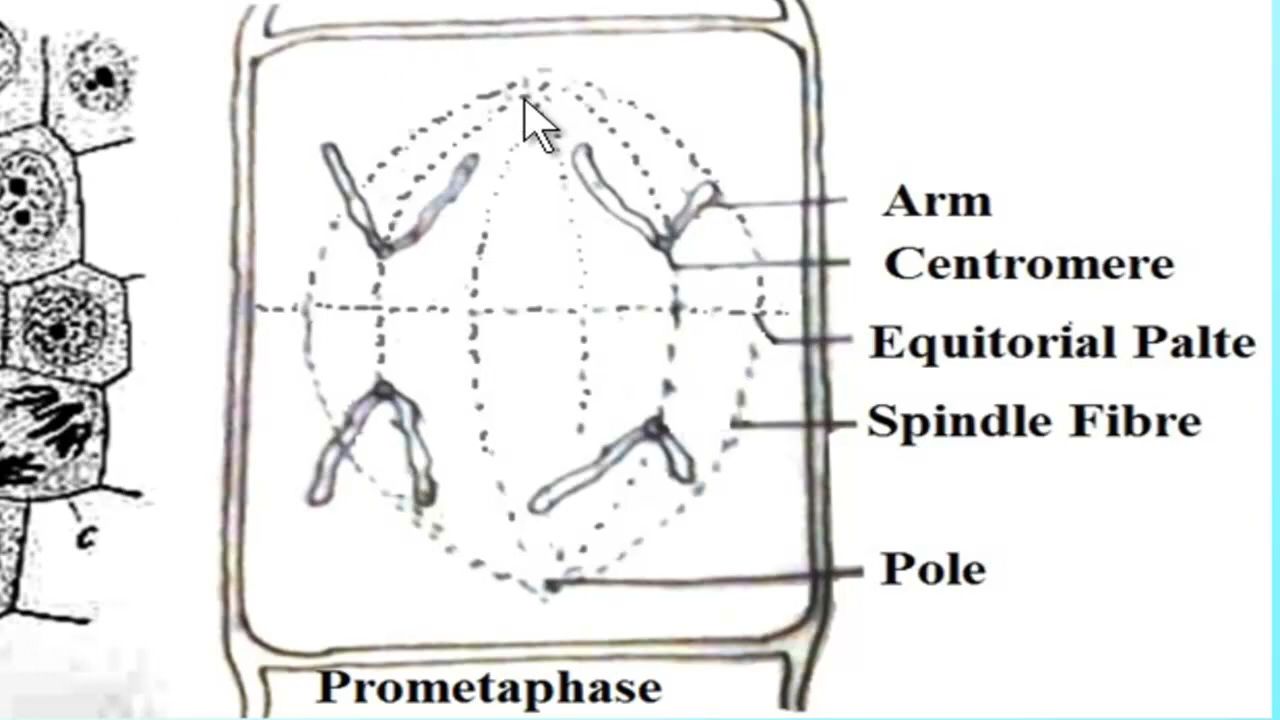 Arm
Centromere
Equitorial Palte
Spindle Fibre
Pole
c
Prometaphase